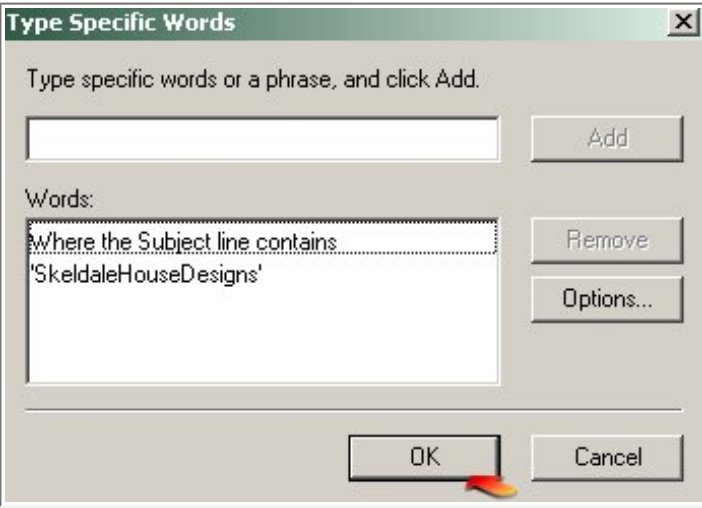 Type Specific Words
Type specific words or a phrase, and click Add.
Add
Words:
Where the Subject line contains
'SkeldaleHouseDesigns'
Remove
Options...
OK
Cancel